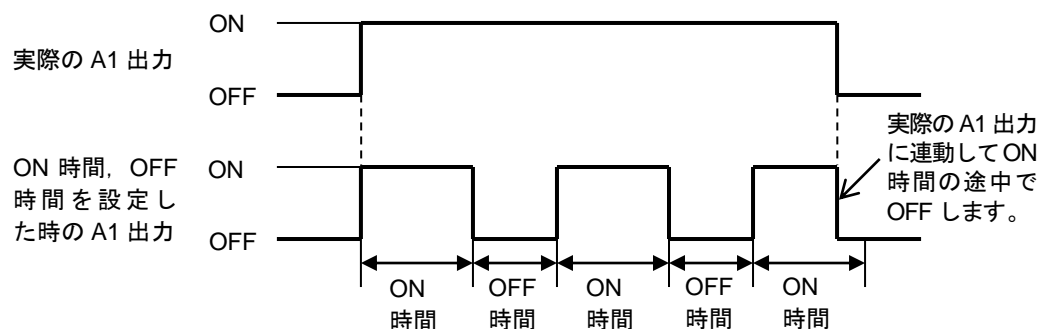 ON
実際の A1 出力
OFF
ON 時間, OFF
時間を設定し
た時の A1 出力
ON
OFF
実際の A1 出力
に連動して ON
時間の途中で
OFF します。
ON
時間
OFF
時間
ON
時間
OFF
時間
ON
時間